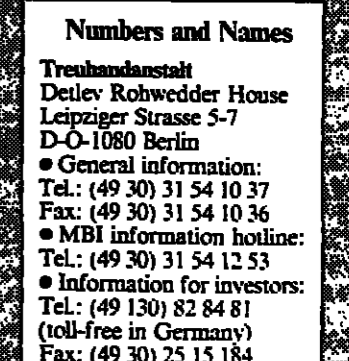 Numbers and Names
Treuhandanstalt
Detlev Rohwedder House
Leipziger Strasse 5-7
D-O-1080 Berlin
● General information:
Tel.: (49 30) 31 54 10 37
Fax: (49 30) 31 54 10 36
● MBI information hotline:
Tel.: (49 30) 31 54 12 53
● Information for investors:
Tel.: (49 130) 82 84 81
(toll-free in Germany)
Fax: (49 30) 25 15 184